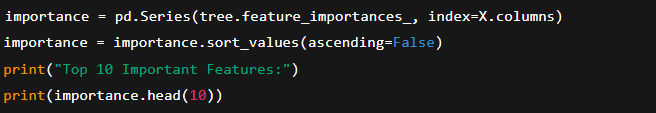 importance = pd.Series(tree.feature_importances_, index=X.columns)
importance = importance.sort_values(ascending=False)
print("Top 10 Important Features:")
print(importance.head(10))